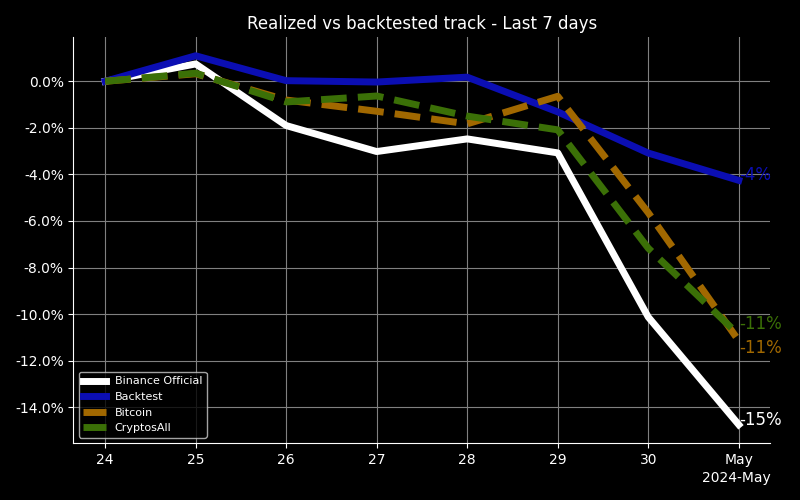 Realized vs backtested track - Last 7 days
0.0%
-2.0%
-4.0%
-6.0%
-8.0%
-10.0%
-12.0%
-14.0%
-4%
-11%
-11%
-15%
Binance Official
Backtest
Bitcoin
CryptosAll
24 25 26 27 28 29 30 May
2024-May